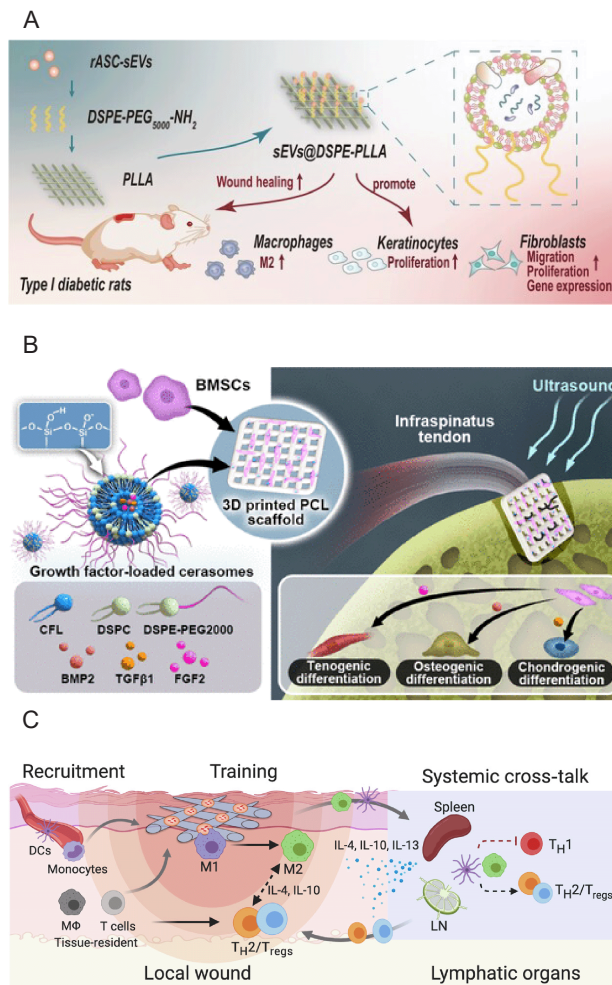 A
rASC-sEVs
DSPE-PEG5000-NH2
PLLA
sEVs@DSPE-PLLA
Wound healing ↑
promote
Macrophages
M2 ↑
Keratinocytes
Proliferation ↑
Fibroblasts
Migration
Proliferation ↑
Gene expression
Type I diabetic rats
B
BMSCs
OH
O-
Si
O
Si
3D printed PCL
scaffold
Growth factor-loaded cerasomes
CFL
DSPC
DSPE-PEG2000
BMP2
TGFβ1
FGF2
Ultrasound
Infraspinatus
tendon
Tenogenic
differentiation
Osteogenic
differentiation
Chondrogenic
differentiation
C
Recruitment
Training
Systemic cross-talk
DCs
Monocytes
M1
M2
IL-4, IL-10
MΦ
T cells
Tissue-resident
TH2/Tregs
Local wound
Spleen
IL-4, IL-10, IL-13
LN
TH1
TH2/Tregs
Lymphatic organs